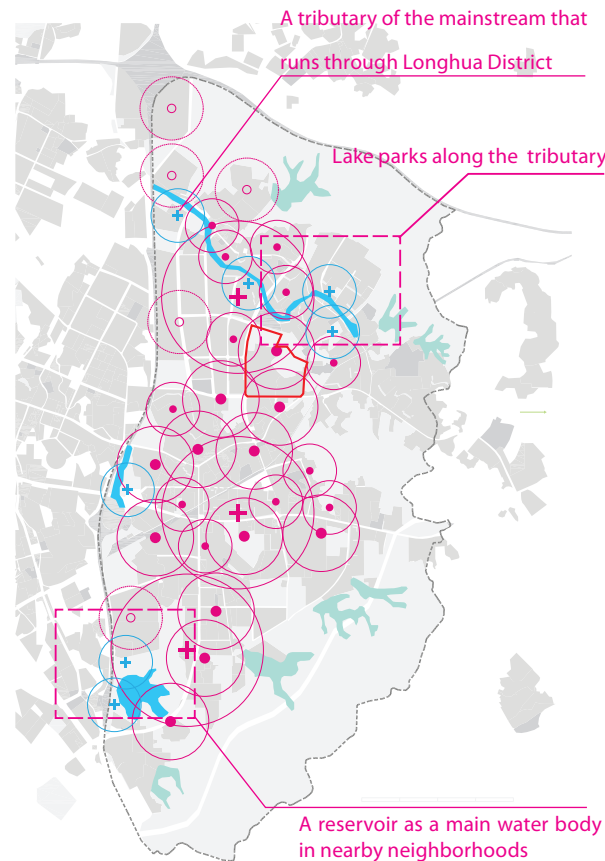 A tributary of the mainstream that
runs through Longhua District
Lake parks along the tributary
A reservoir as a main water body
in nearby neighborhoods